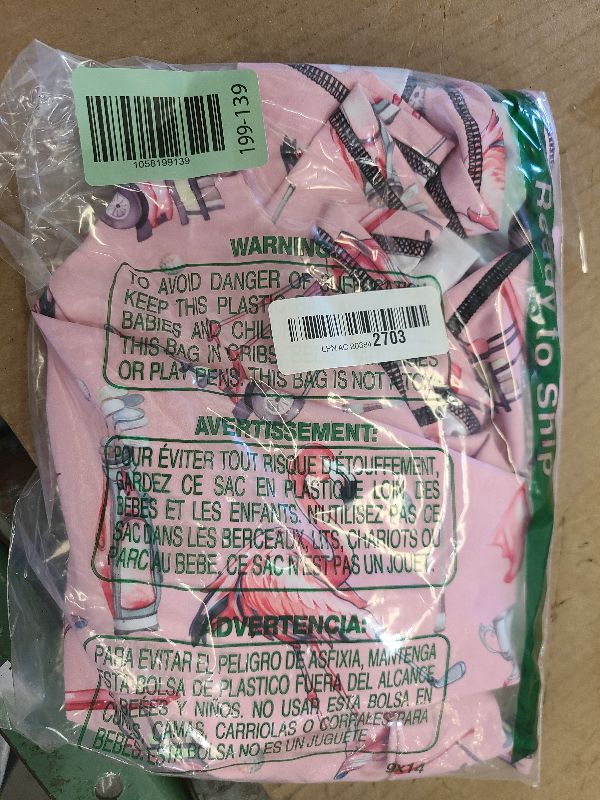 1058199139
199-139
Ready to Ship
WARNING:
TO AVOID DANGER OF
KEEP THIS PLASTIC
BABIES AND
THIS BAG IN CRIBS
OR PLAY PENS. THIS BAG IS NOT A TOY.
2703
AVERTISSEMENT:
POUR ÉVITER TOUT RISQUE D'ÉTOUFFEMENT,
GARDEZ CE SAC EN PLASTIQUE LOIN DES
BEBES ET LES ENFANTS. N'UTILISEZ PAS CE
SAC DANS LES BERCEAUX, LITS, CHARIOTS OU
PARC AU BEBE. CE SAC N'EST PAS UN JOUET.
ADVERTENCIA:
PARA EVITAR EL PELIGRO DE ASFIXIA, MANTENGA
ESTA BOLSA DE PLASTICO FUERA DEL ALCANCE
BEBES Y NINOS. NO USAR ESTA BOLSA EN
CAMAS, CARRIOLAS O CORRALES PARA
BEBES. ESTA BOLSA NO ES UN JUGUETE
9x14